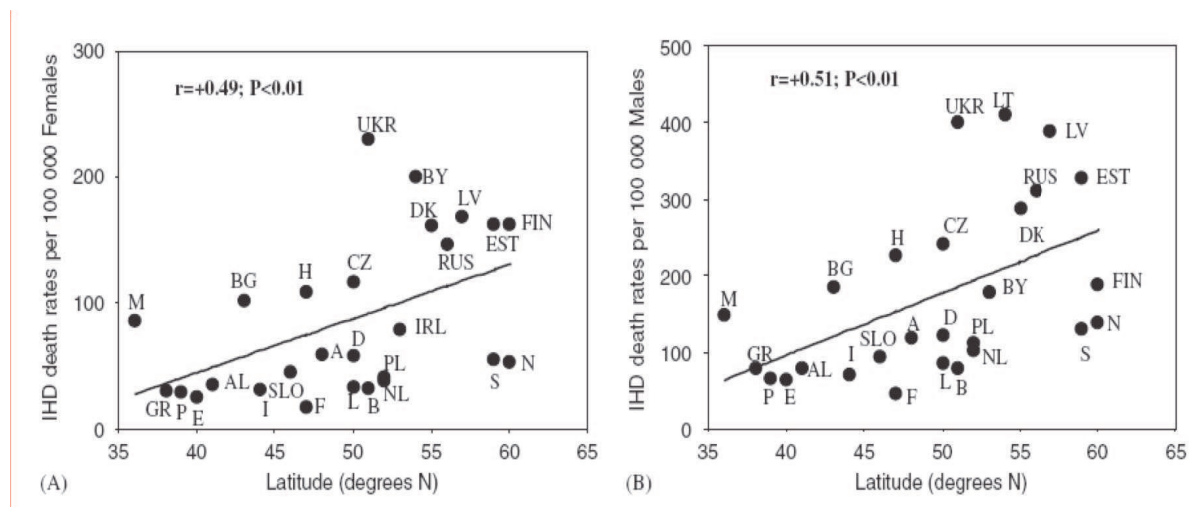 IHD death rates per 100 000 Females
300
200
100
0
r=+0.49; P<0.01
UKR
BY
LV
DK
FIN
EST
RUS
CZ
H
BG
M
IRL
D
A
PL
NL
SLO
AL
GR
P
E
I
F
L
B
N
S
35
40
45
50
55
60
65
(A)
Latitude (degrees N)
IHD death rates per 100 000 Males
500
400
300
200
100
0
r=+0.51; P<0.01
LT
UKR
LV
RUS
EST
DK
CZ
H
BG
M
BY
FIN
N
S
D
PL
NL
A
SLO
I
GR
AL
P
E
F
L
B
35
40
45
50
55
60
65
(B)
Latitude (degrees N)